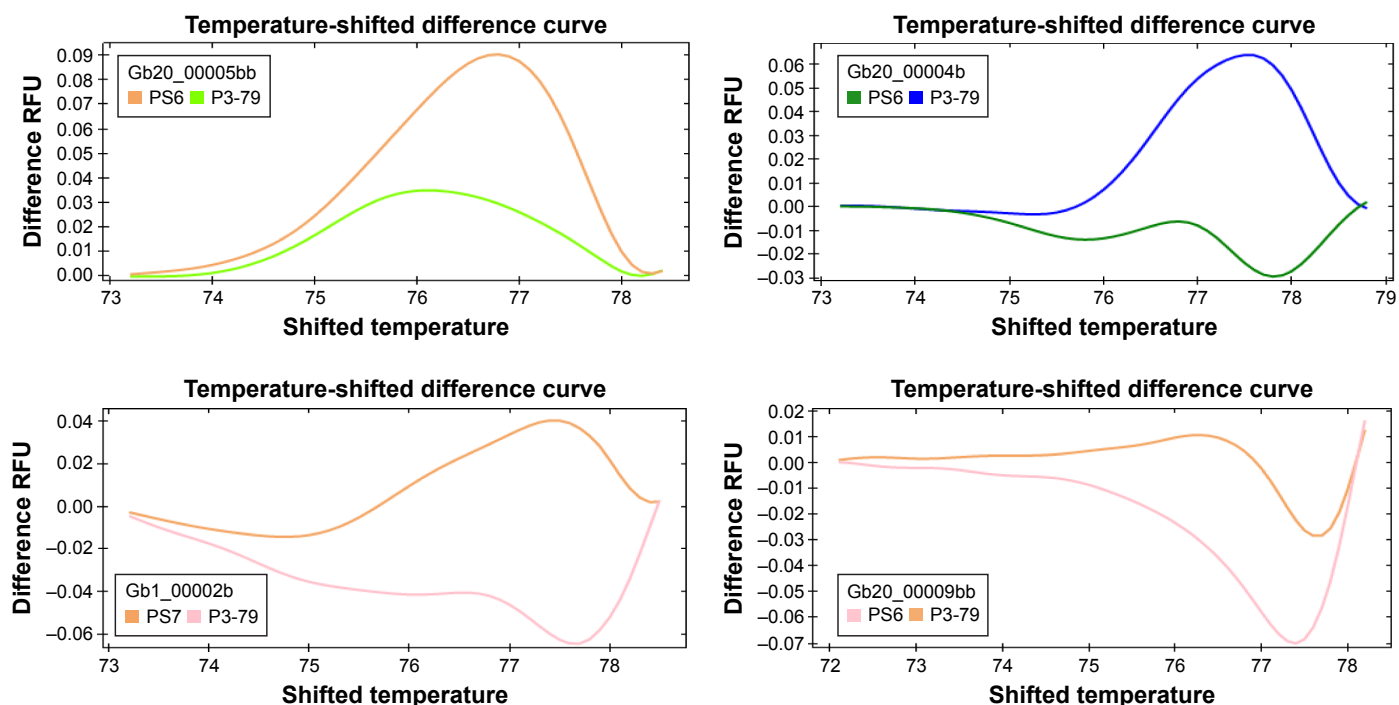 Temperature-shifted difference curve
Difference RFU
0.09
0.08
0.07
0.06
0.05
0.04
0.03
0.02
0.01
0.00
Gb20_00005bb
PS6 P3-79
73 74 75 76 77 78
Shifted temperature
Temperature-shifted difference curve
Difference RFU
0.06
0.05
0.04
0.03
0.02
0.01
0.00
–0.01
–0.02
–0.03
Gb20_00004b
PS6 P3-79
73 74 75 76 77 78 79
Shifted temperature
Temperature-shifted difference curve
Difference RFU
0.04
0.02
0.00
–0.02
–0.04
–0.06
Gb1_00002b
PS7 P3-79
73 74 75 76 77 78
Shifted temperature
Temperature-shifted difference curve
Difference RFU
0.02
0.01
0.00
–0.01
–0.02
–0.03
–0.04
–0.05
–0.06
–0.07
Gb20_00009bb
PS6 P3-79
72 73 74 75 76 77 78
Shifted temperature